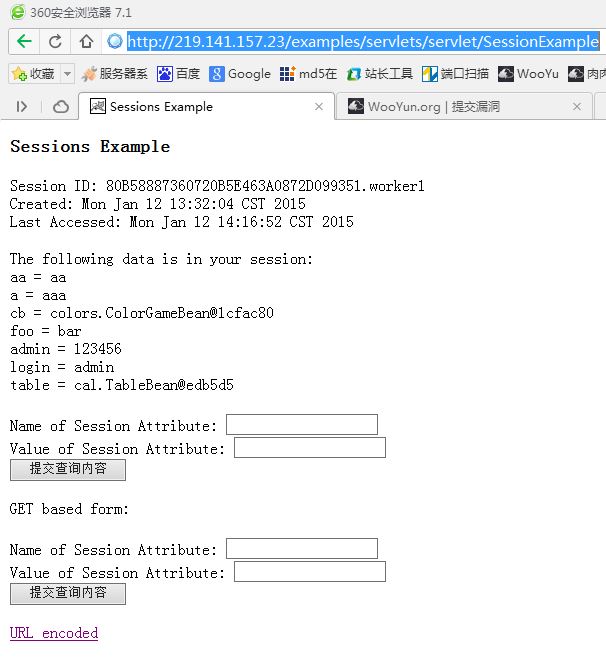 360安全浏览器 7.1
http://219.141.157.23/examples/servlets/servlet/SessionExample
收藏 服务器系 百度 Google md5在 站长工具 端口扫描 WooYu 肉肉
Sessions Example × WooYun.org | 提交漏洞 ×
Sessions Example
Session ID: 80B58887360720B5E463A0872D099351.worker1
Created: Mon Jan 12 13:32:04 CST 2015
Last Accessed: Mon Jan 12 14:16:52 CST 2015
The following data is in your session:
aa = aa
a = aaa
cb = colors.ColorGameBean@1cfac80
foo = bar
admin = 123456
login = admin
table = cal.TableBean@edb5d5
Name of Session Attribute:
Value of Session Attribute:
提交查询内容
GET based form:
Name of Session Attribute:
Value of Session Attribute:
提交查询内容
URL encoded